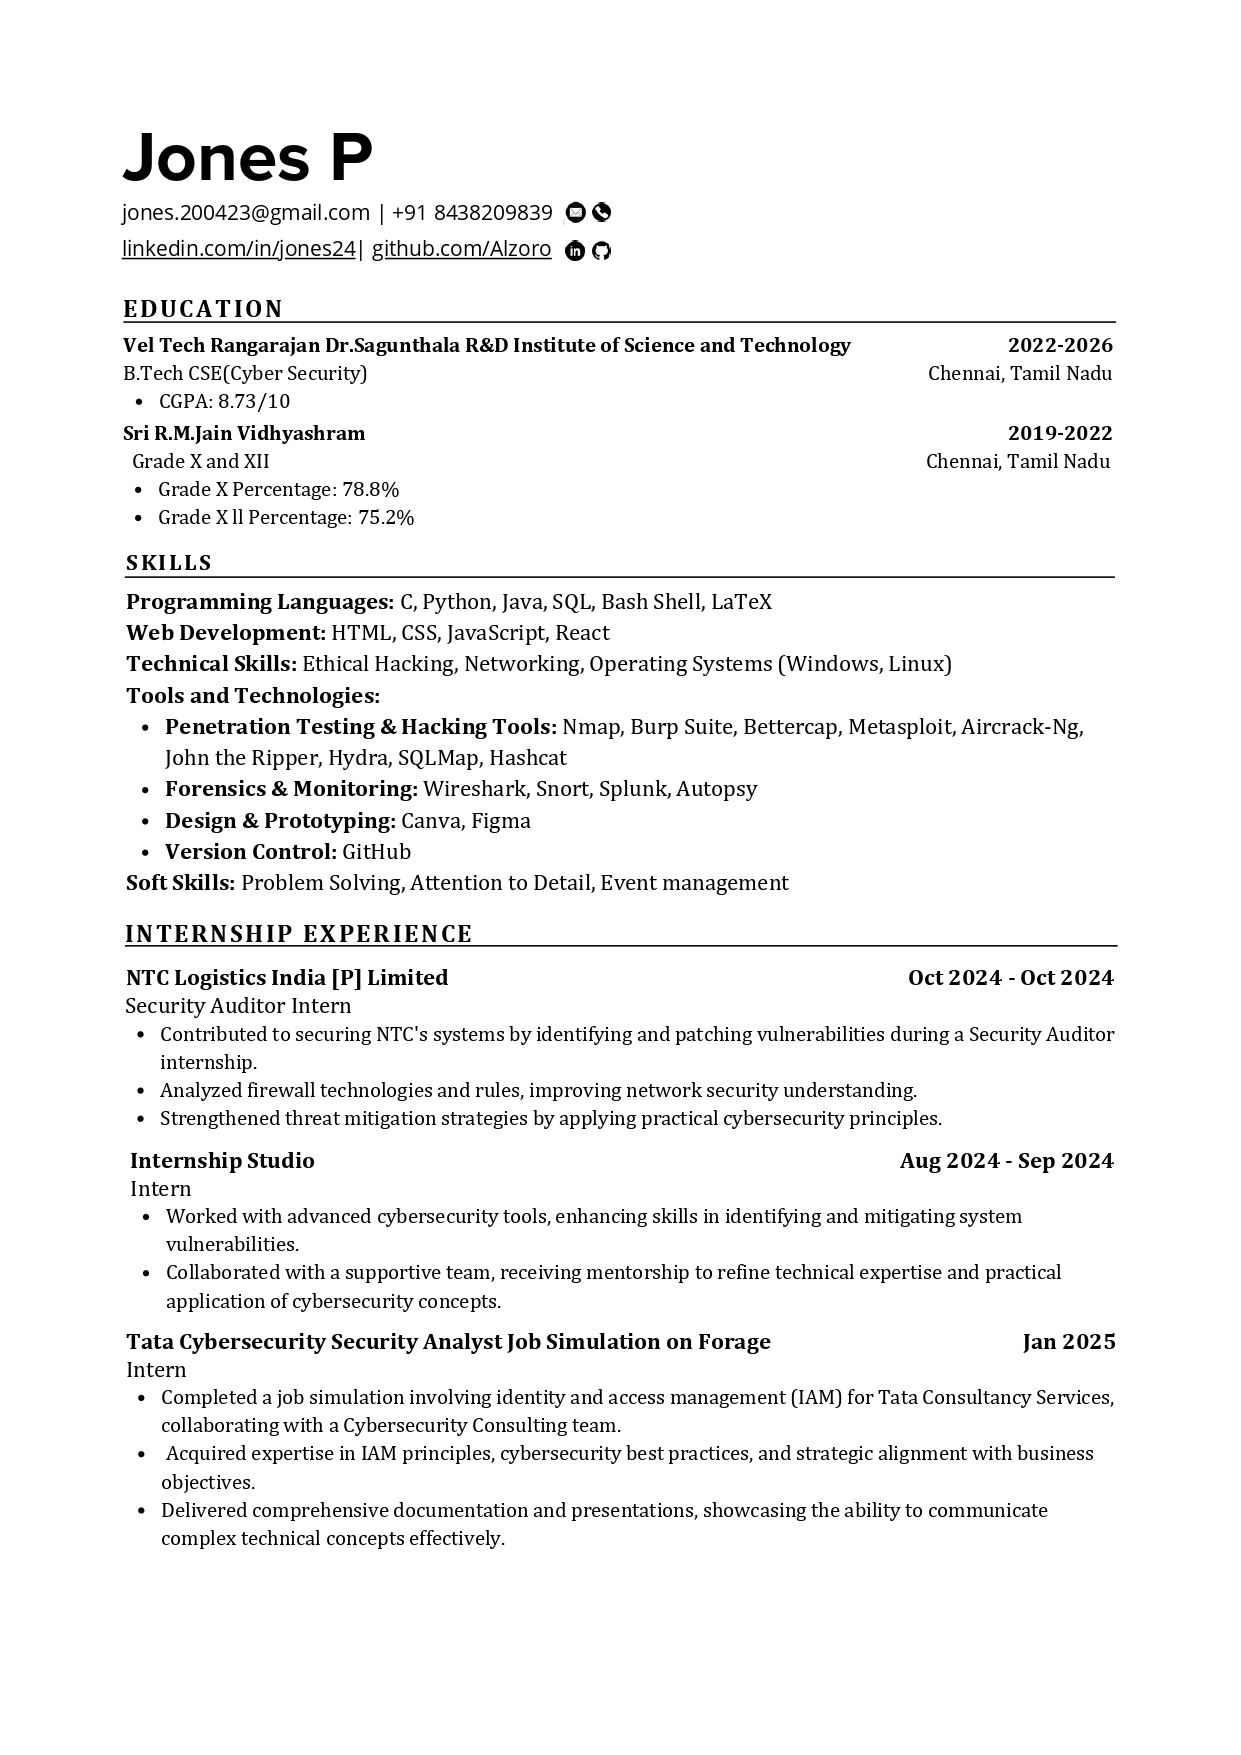 Jones P
jones.200423@gmail.com | +91 8438209839
linkedin.com/in/jones24| github.com/Alzoro
EDUCATION
Vel Tech Rangarajan Dr.Sagunthala R&D Institute of Science and Technology 2022-2026
B.Tech CSE(Cyber Security) Chennai, Tamil Nadu
• CGPA: 8.73/10
Sri R.M.Jain Vidhyashram 2019-2022
Grade X and XII Chennai, Tamil Nadu
• Grade X Percentage: 78.8%
• Grade X ll Percentage: 75.2%
SKILLS
Programming Languages: C, Python, Java, SQL, Bash Shell, LaTeX
Web Development: HTML, CSS, JavaScript, React
Technical Skills: Ethical Hacking, Networking, Operating Systems (Windows, Linux)
Tools and Technologies:
• Penetration Testing & Hacking Tools: Nmap, Burp Suite, Bettercap, Metasploit, Aircrack-Ng,
John the Ripper, Hydra, SQLMap, Hashcat
• Forensics & Monitoring: Wireshark, Snort, Splunk, Autopsy
• Design & Prototyping: Canva, Figma
• Version Control: GitHub
Soft Skills: Problem Solving, Attention to Detail, Event management
INTERNSHIP EXPERIENCE
NTC Logistics India [P] Limited Oct 2024 - Oct 2024
Security Auditor Intern
• Contributed to securing NTC's systems by identifying and patching vulnerabilities during a Security Auditor
internship.
• Analyzed firewall technologies and rules, improving network security understanding.
• Strengthened threat mitigation strategies by applying practical cybersecurity principles.
Internship Studio Aug 2024 - Sep 2024
Intern
• Worked with advanced cybersecurity tools, enhancing skills in identifying and mitigating system
vulnerabilities.
• Collaborated with a supportive team, receiving mentorship to refine technical expertise and practical
application of cybersecurity concepts.
Tata Cybersecurity Security Analyst Job Simulation on Forage Jan 2025
Intern
• Completed a job simulation involving identity and access management (IAM) for Tata Consultancy Services,
collaborating with a Cybersecurity Consulting team.
• Acquired expertise in IAM principles, cybersecurity best practices, and strategic alignment with business
objectives.
• Delivered comprehensive documentation and presentations, showcasing the ability to communicate
complex technical concepts effectively.